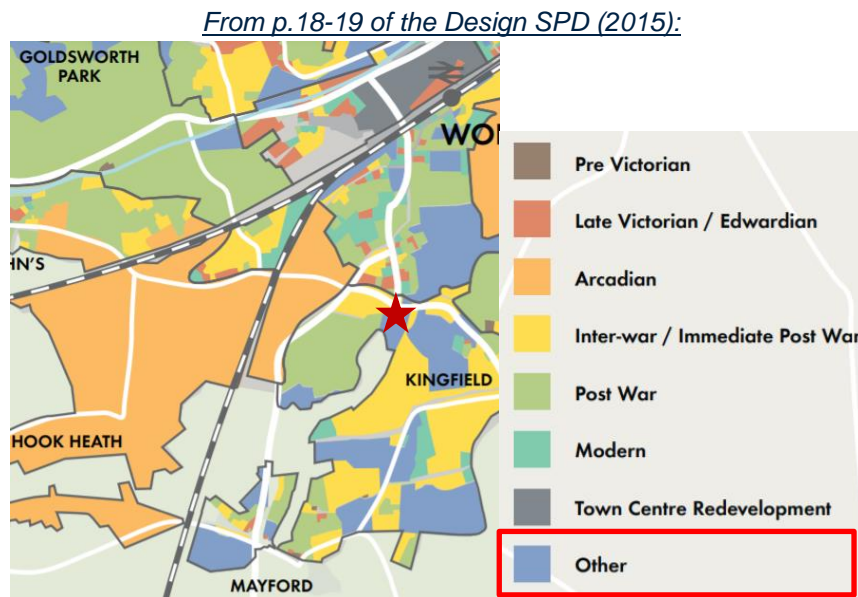 From p.18-19 of the Design SPD (2015):
GOLDSWORTH
PARK
WO
HN'S
KINGFIELD
HOOK HEATH
MAYFORD
Pre Victorian
Late Victorian / Edwardian
Arcadian
Inter-war / Immediate Post War
Post War
Modern
Town Centre Redevelopment
Other